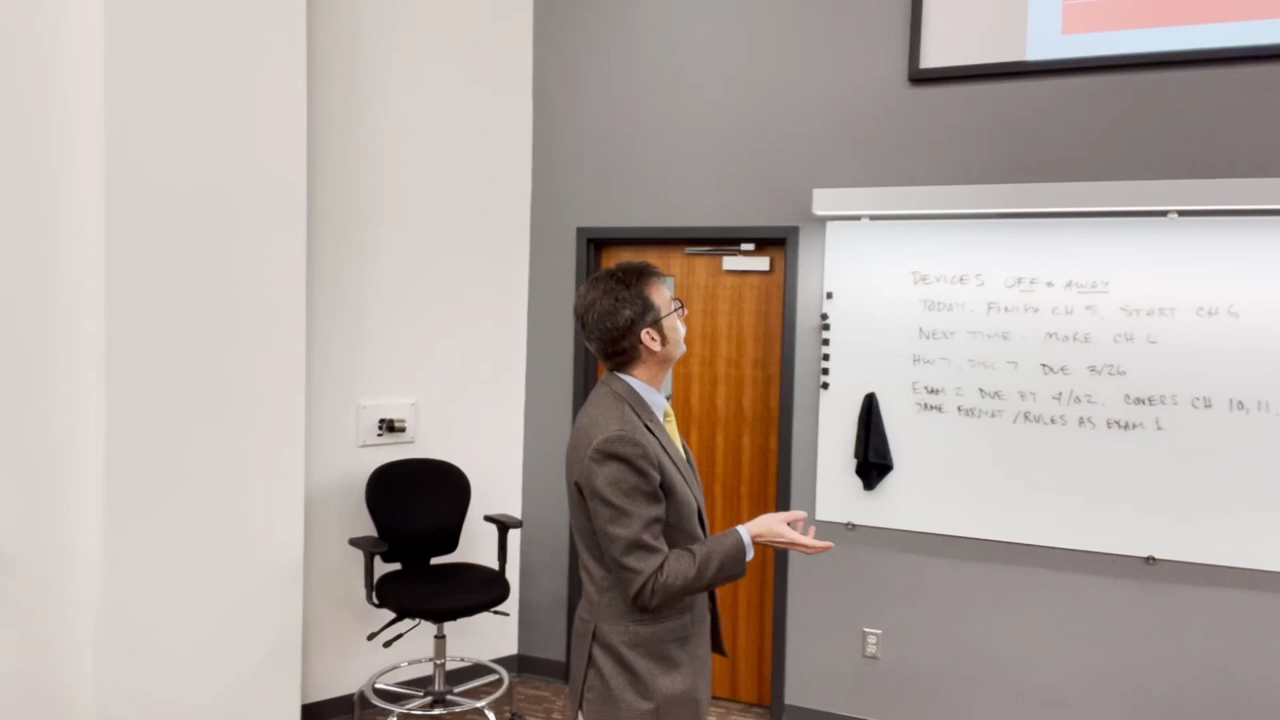 DEVICES OFF & AWAY
TODAY. FINISH CH 5, START CH 6
NEXT TIME. MORE CH 6
HW 7, DISC 7 DUE 3/26
EXAM 2 DUE BY 4/02. COVERS CH 10, 11.
SAME FORMAT/RULES AS EXAM 1